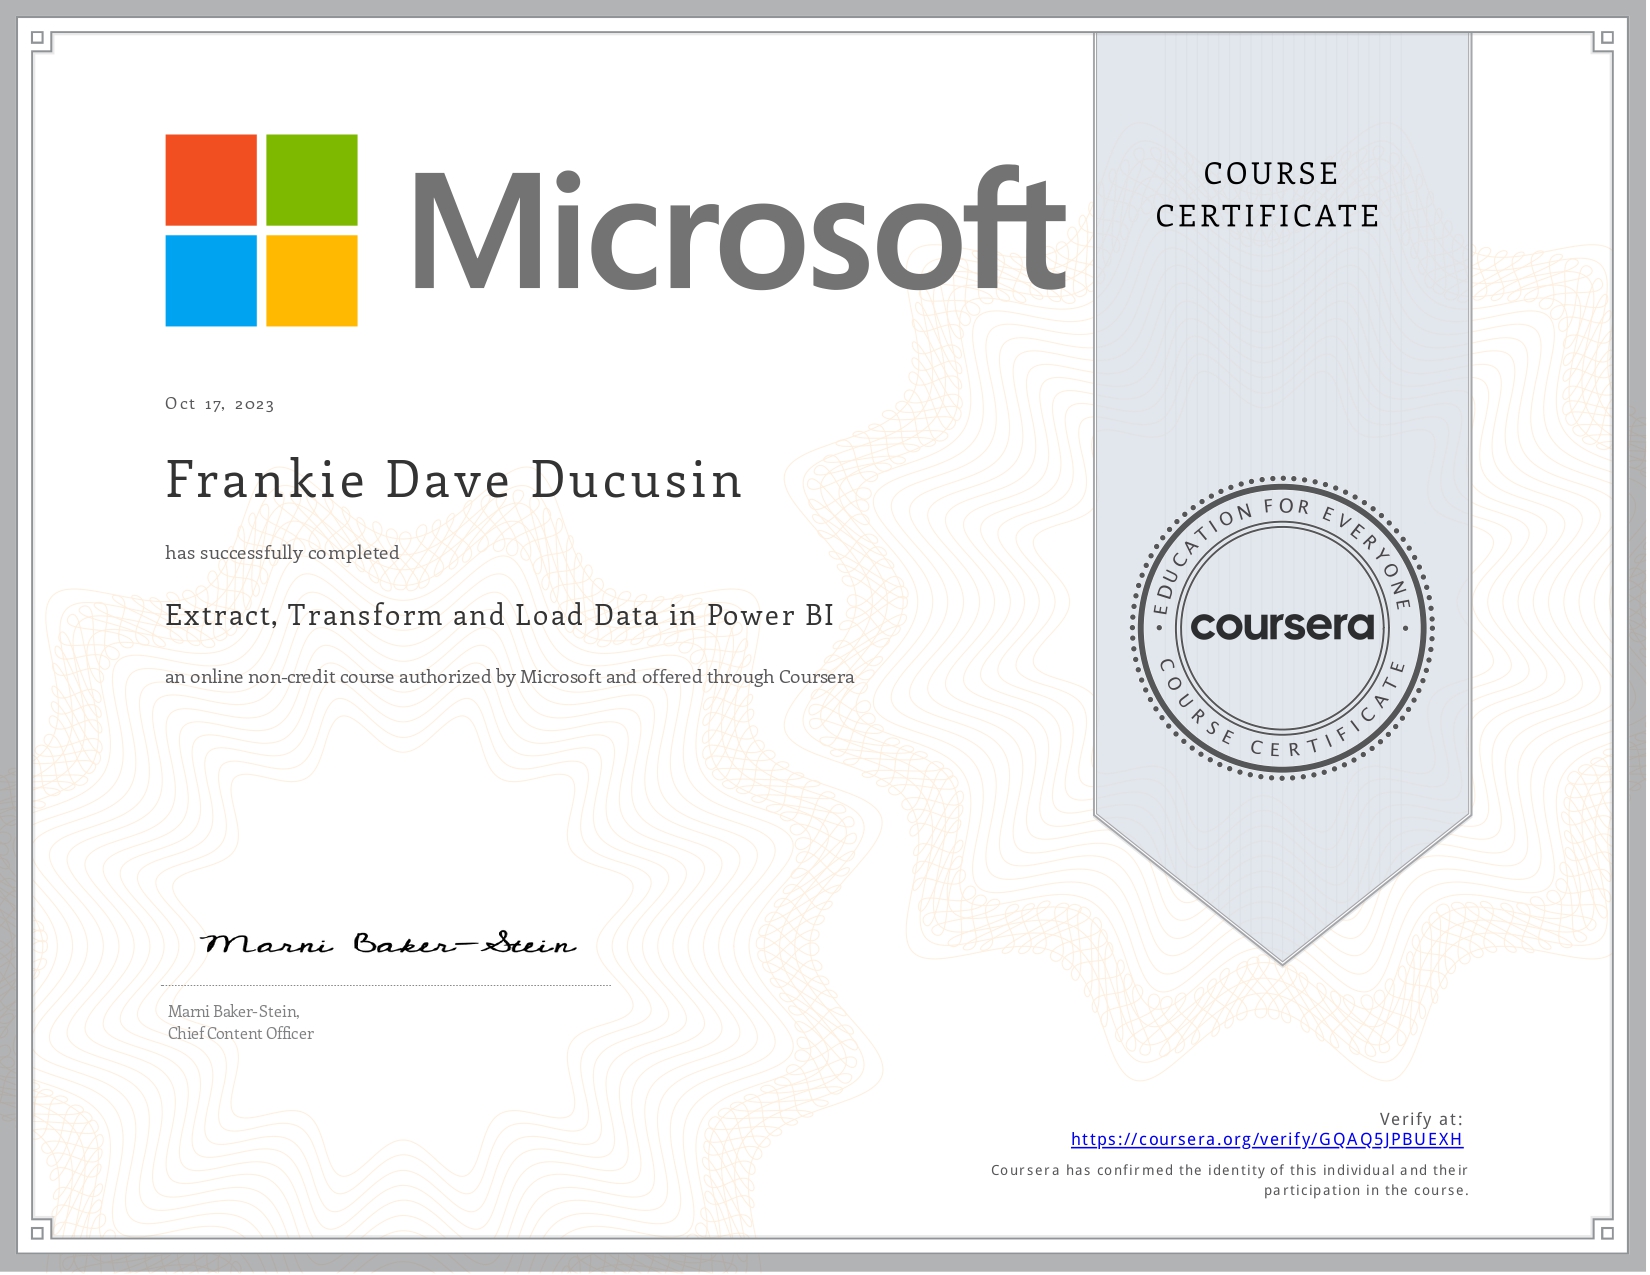 Microsoft
COURSE
CERTIFICATE
Oct 17, 2023
Frankie Dave Ducusin
has successfully completed
Extract, Transform and Load Data in Power BI
an online non-credit course authorized by Microsoft and offered through Coursera
• EDUCATION FOR EVERYONE •
coursera
COURSE CERTIFICATE
Marni Baker-Stein
Marni Baker-Stein,
Chief Content Officer
Verify at:
https://coursera.org/verify/GQAQ5JPBUEXH
Coursera has confirmed the identity of this individual and their
participation in the course.